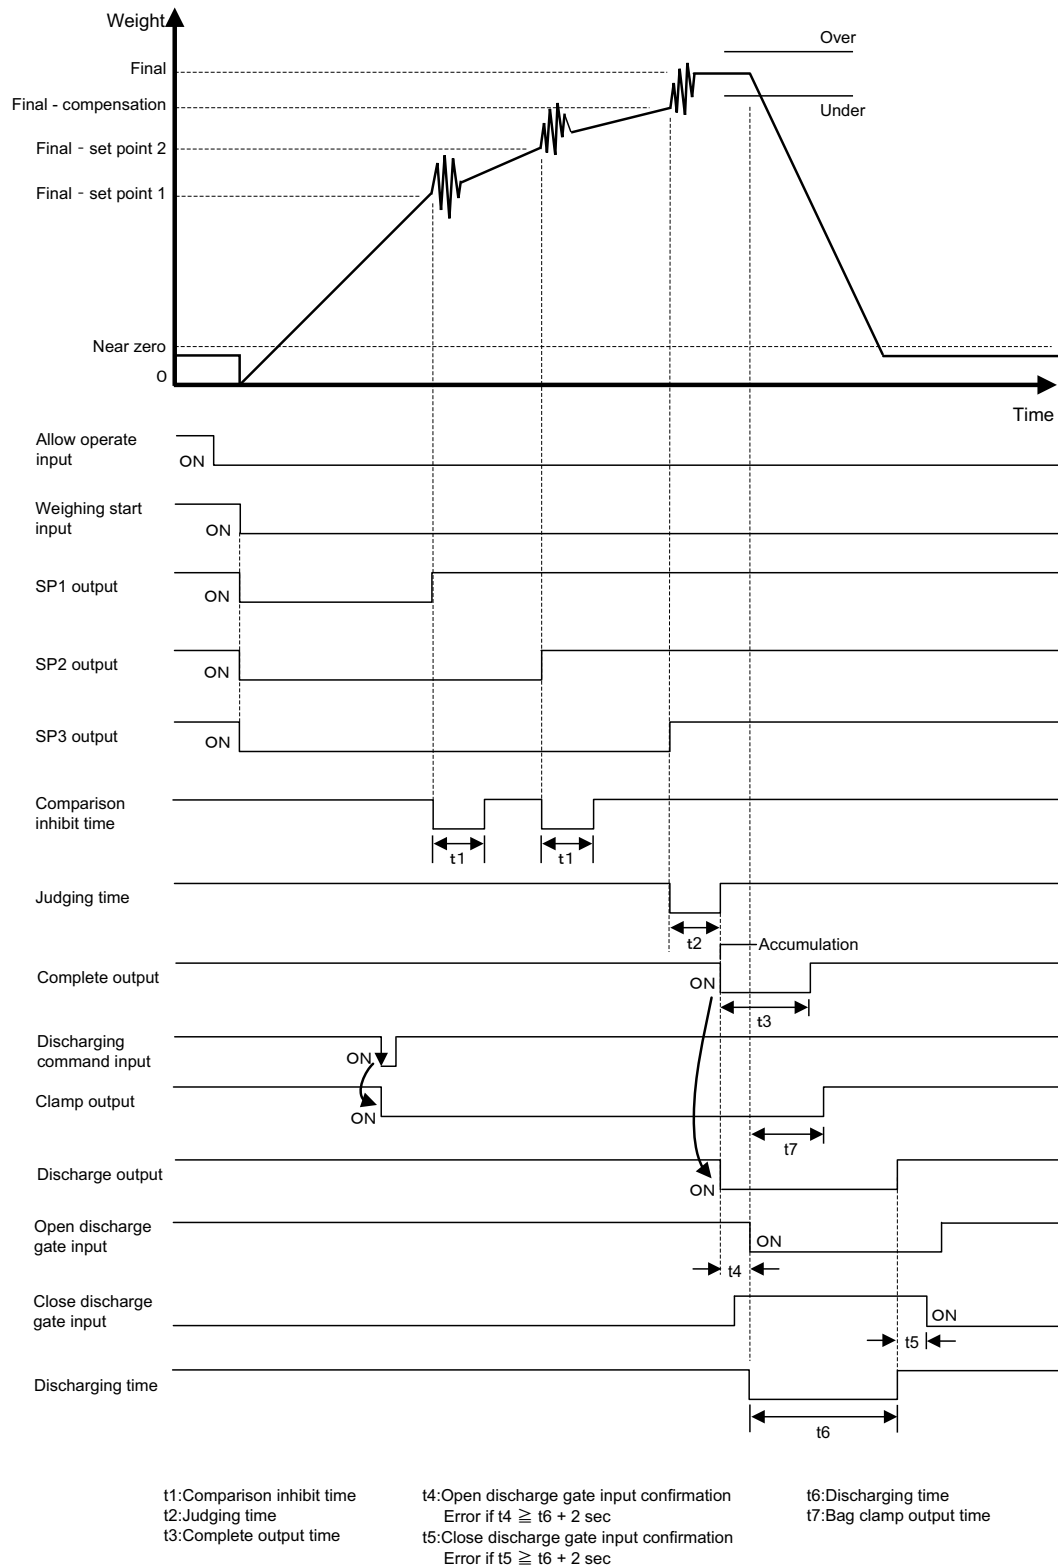 Weight
Over
Final
Final - compensation
Under
Final - set point 2
Final - set point 1
Near zero
0
Time
Allow operate
input
ON
Weighing start
input
ON
SP1 output
ON
SP2 output
ON
SP3 output
ON
Comparison
inhibit time
t1
t1
Judging time
t2
Accumulation
Complete output
ON
t3
Discharging
command input
ON
Clamp output
ON
t7
Discharge output
ON
Open discharge
gate input
ON
t4
Close discharge
gate input
ON
t5
Discharging time
t6
t1:Comparison inhibit time
t2:Judging time
t3:Complete output time
t4:Open discharge gate input confirmation
Error if t4 ≧ t6 + 2 sec
t5:Close discharge gate input confirmation
Error if t5 ≧ t6 + 2 sec
t6:Discharging time
t7:Bag clamp output time